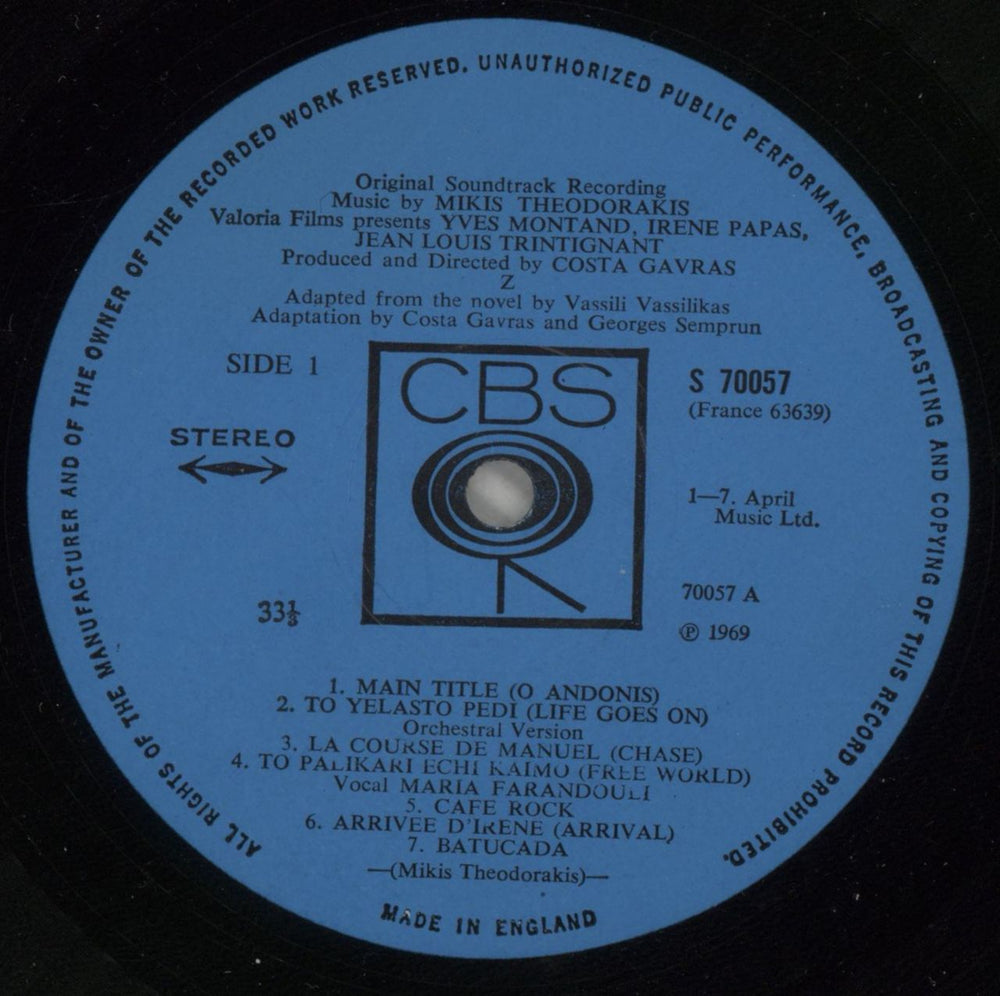 ALL RIGHTS OF THE MANUFACTURER AND OF THE OWNER OF THE RECORDED WORK RESERVED. UNAUTHORIZED PUBLIC PERFORMANCE, BROADCASTING AND COPYING OF THIS RECORD PROHIBITED.
Original Soundtrack Recording
Music by MIKIS THEODORAKIS
Valoria Films presents YVES MONTAND, IRENE PAPAS,
JEAN LOUIS TRINTIGNANT
Produced and Directed by COSTA GAVRAS
Z
Adapted from the novel by Vassili Vassilikas
Adaptation by Costa Gavras and Georges Semprun
SIDE 1
STEREO
33⅓
CBS
S 70057
(France 63639)
1—7. April
Music Ltd.
70057 A
℗ 1969
1. MAIN TITLE (O ANDONIS)
2. TO YELASTO PEDI (LIFE GOES ON)
Orchestral Version
3. LA COURSE DE MANUEL (CHASE)
4. TO PALIKARI ECHI KAIMO (FREE WORLD)
Vocal MARIA FARANDOULI
5. CAFE ROCK
6. ARRIVEE D'IRENE (ARRIVAL)
7. BATUCADA
—(Mikis Theodorakis)—
MADE IN ENGLAND